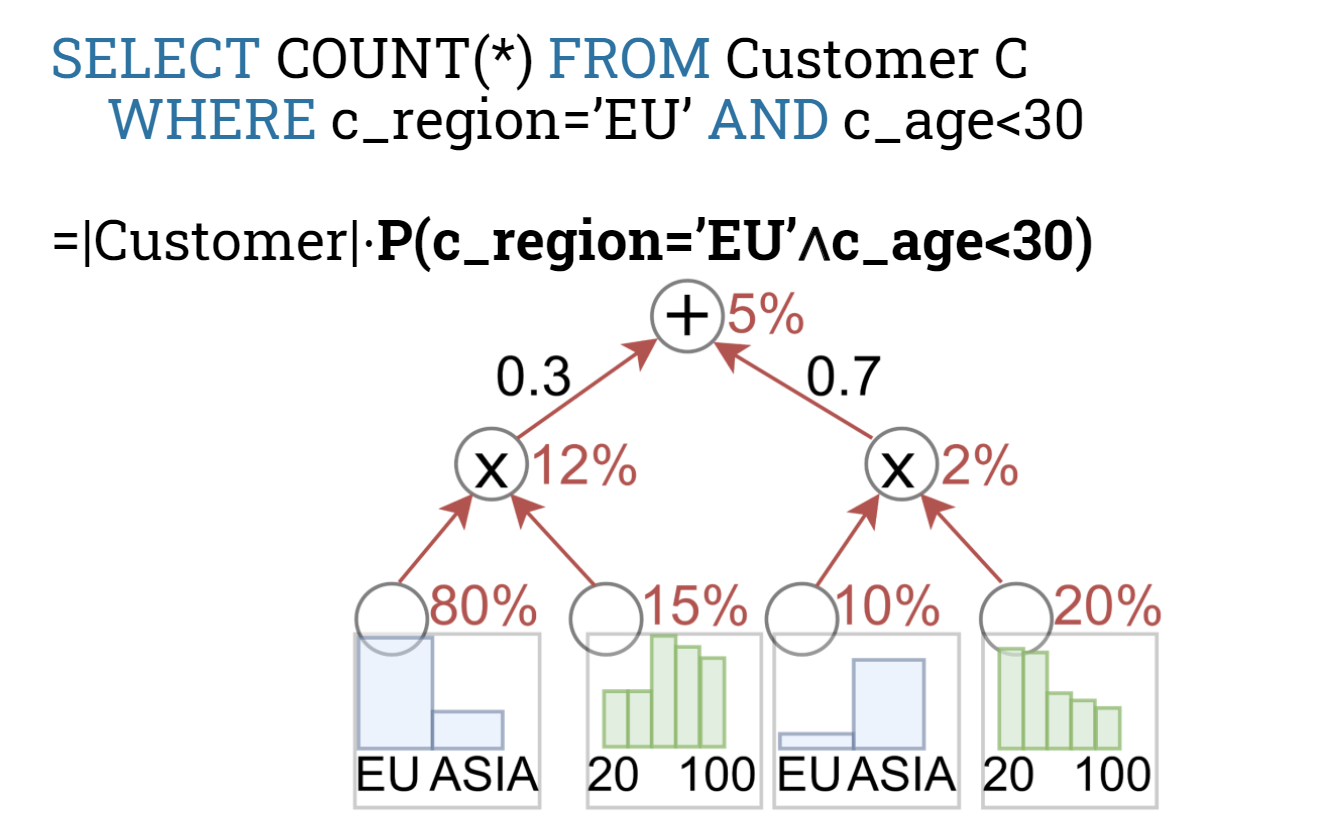 SELECT COUNT(*) FROM Customer C
WHERE c_region=’EU’ AND c_age<30
=|Customer|·P(c_region=’EU’∧c_age<30)
+ 5%
0.3 0.7
x 12% x 2%
80% 15% 10% 20%
EU ASIA 20 100 EU ASIA 20 100